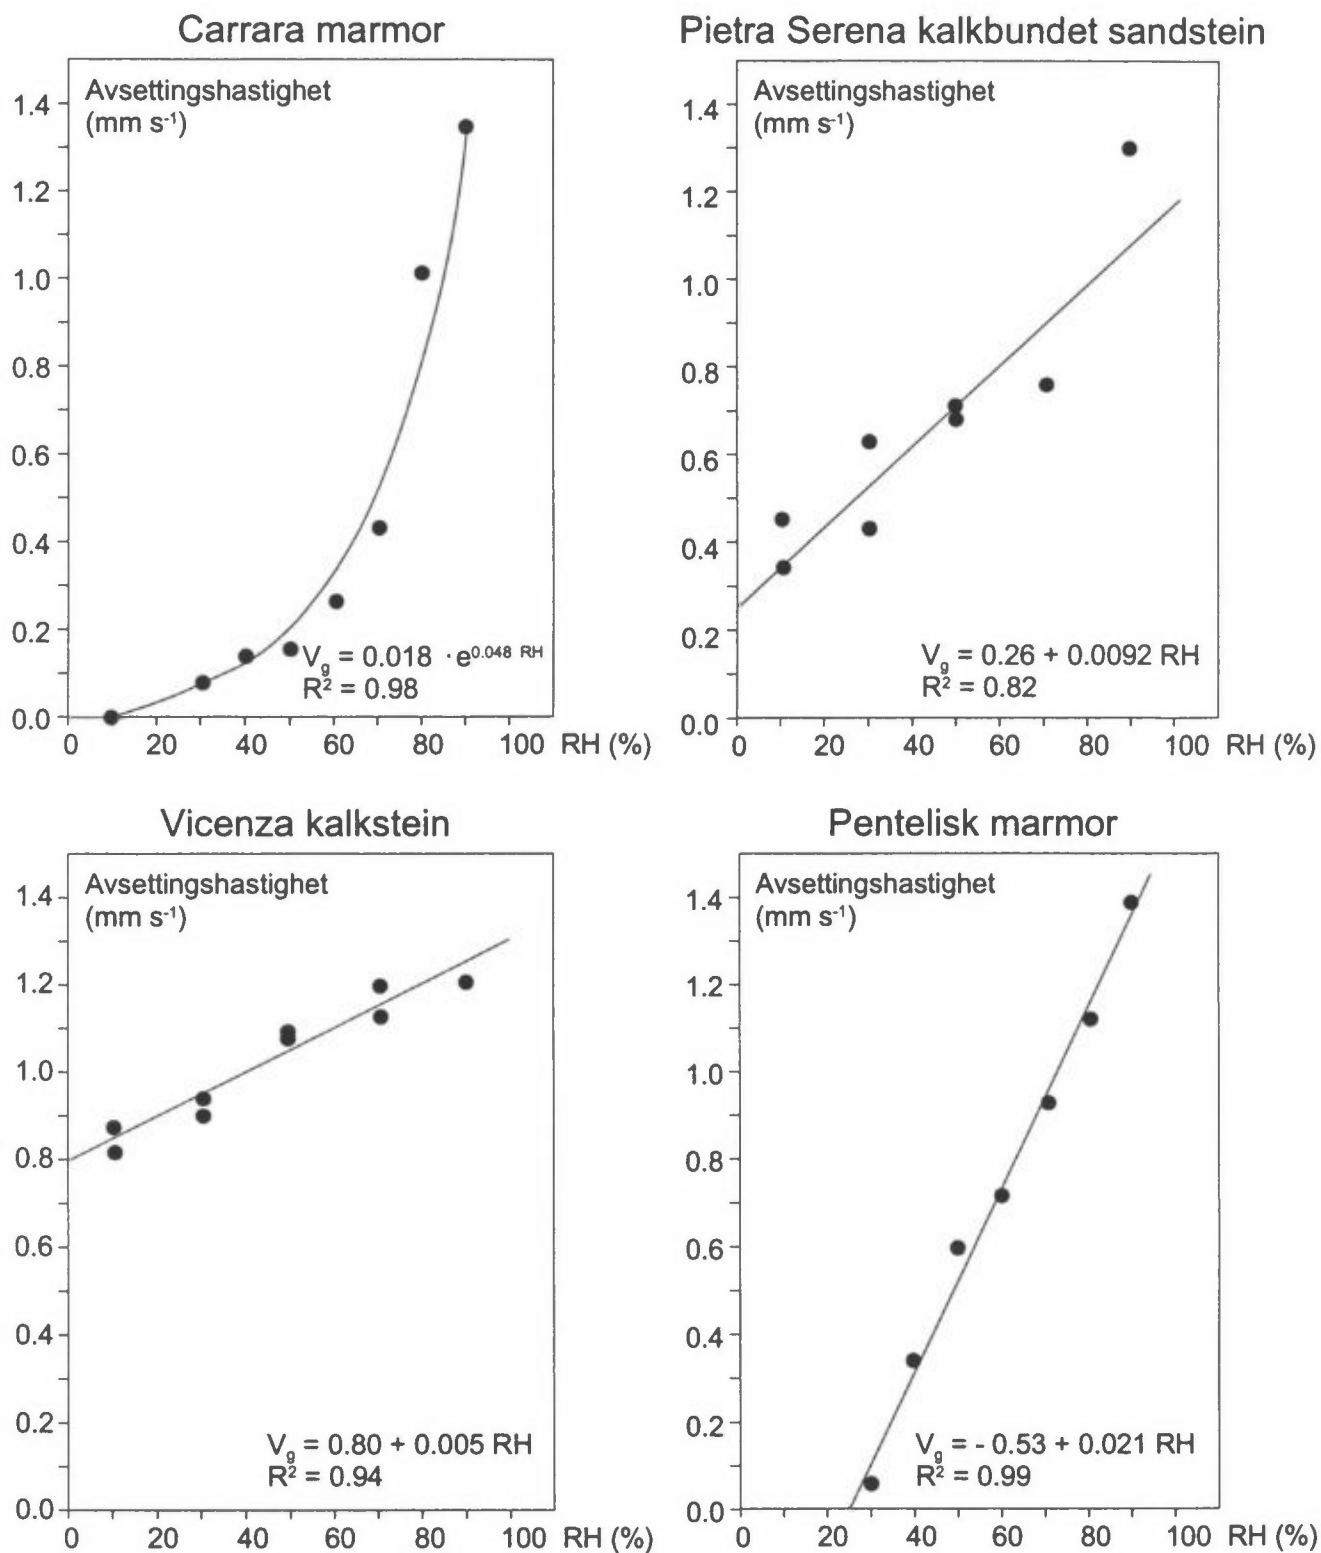 Carrara marmor
Avsettingshastighet
(mm s⁻¹)
1.4
1.2
1.0
0.8
0.6
0.4
0.2
0.0
V_g = 0.018 · e^0.048 RH
R² = 0.98
0 20 40 60 80 100 RH (%)
Pietra Serena kalkbundet sandstein
Avsettingshastighet
(mm s⁻¹)
1.4
1.2
1.0
0.8
0.6
0.4
0.2
0.0
V_g = 0.26 + 0.0092 RH
R² = 0.82
0 20 40 60 80 100 RH (%)
Vicenza kalkstein
Avsettingshastighet
(mm s⁻¹)
1.4
1.2
1.0
0.8
0.6
0.4
0.2
0.0
V_g = 0.80 + 0.005 RH
R² = 0.94
0 20 40 60 80 100 RH (%)
Pentelisk marmor
Avsettingshastighet
(mm s⁻¹)
1.4
1.2
1.0
0.8
0.6
0.4
0.2
0.0
V_g = - 0.53 + 0.021 RH
R² = 0.99
0 20 40 60 80 100 RH (%)